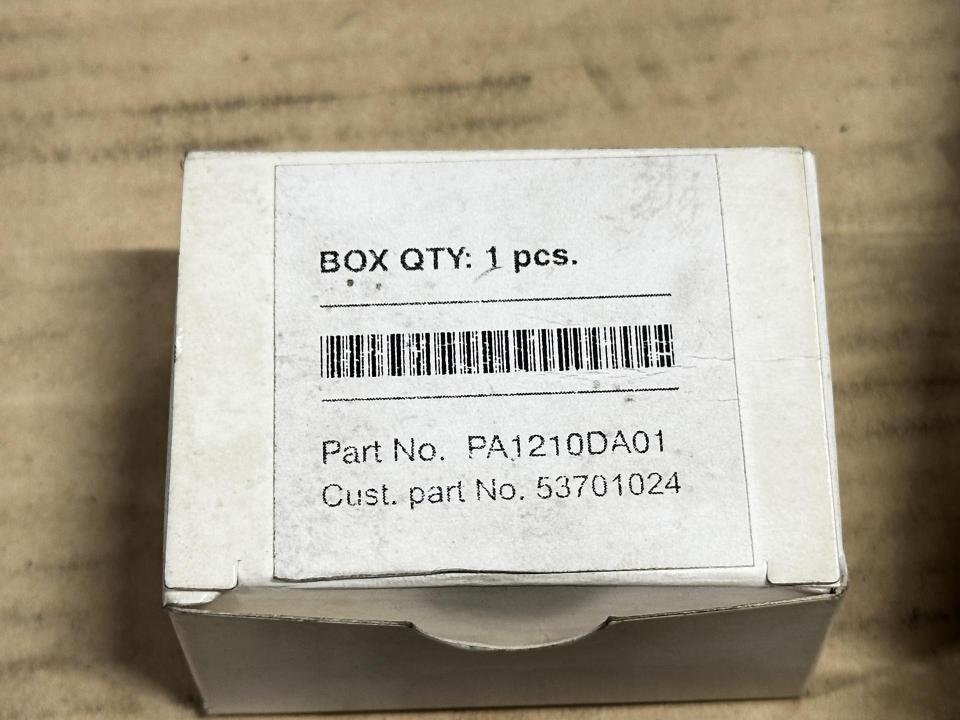 BOX QTY: 1 pcs.
Part No. PA1210DA01
Cust. part No. 53701024